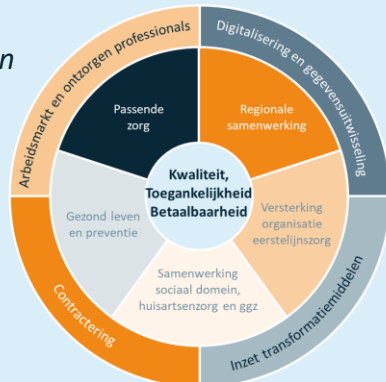 en
Arbeidsmarkt en ontzorgen professionals
Digitalisering en gegevensuitwisseling
Passende
zorg
Regionale
samenwerking
Kwaliteit,
Toegankelijkheid
Betaalbaarheid
Gezond leven
en preventie
Versterking
organisatie
eerstelijnszorg
Samenwerking
sociaal domein,
huisartsenzorg en ggz
Contractering
Inzet transformatiemiddelen